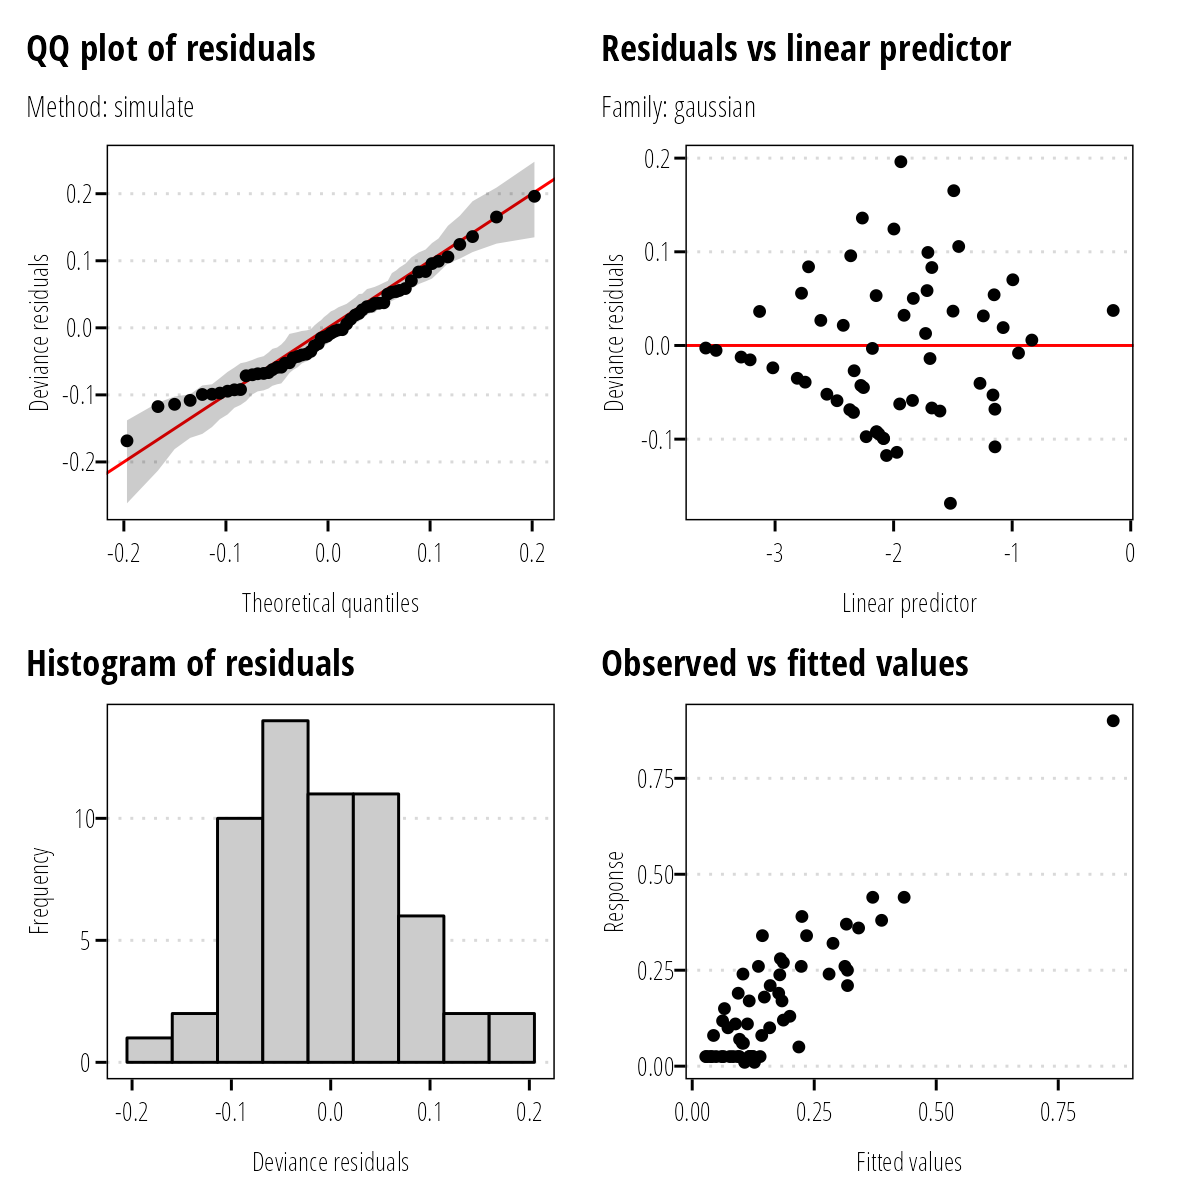 QQ plot of residuals
Method: simulate
Deviance residuals
0.2
0.1
0.0
-0.1
-0.2
-0.2 -0.1 0.0 0.1 0.2
Theoretical quantiles
Residuals vs linear predictor
Family: gaussian
Deviance residuals
0.2
0.1
0.0
-0.1
-3 -2 -1 0
Linear predictor
Histogram of residuals
Frequency
10
5
0
-0.2 -0.1 0.0 0.1 0.2
Deviance residuals
Observed vs fitted values
Response
0.75
0.50
0.25
0.00
0.00 0.25 0.50 0.75
Fitted values